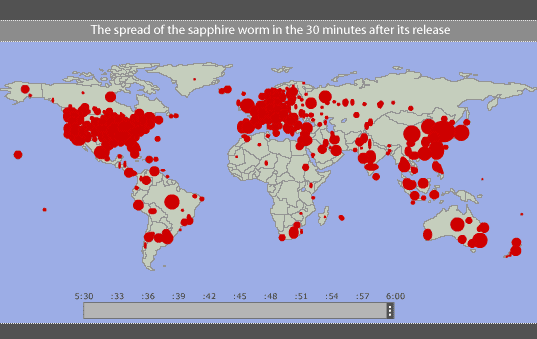 The spread of the sapphire worm in the 30 minutes after its release
5:30 :33 :36 :39 :42 :45 :48 :51 :54 :57 6:00